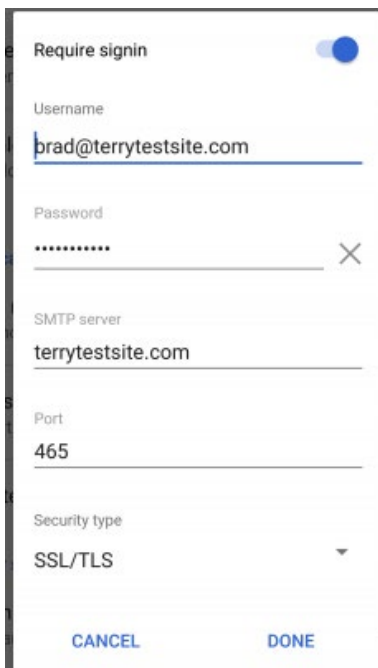 Require signin
Username
brad@terrytestsite.com
Password
•••••••••••
SMTP server
terrytestsite.com
Port
465
Security type
SSL/TLS
CANCEL
DONE